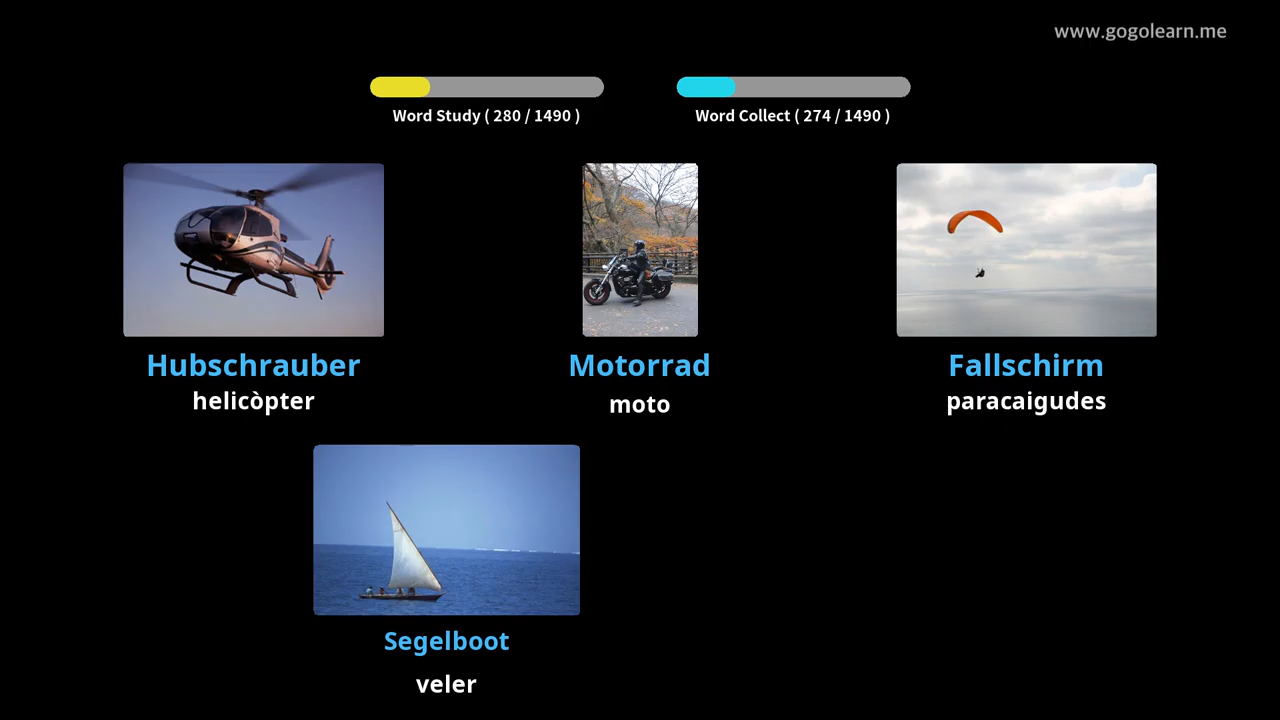 www.gogolearn.me
Word Study ( 280 / 1490 )
Word Collect ( 274 / 1490 )
Hubschrauber
helicòpter
Motorrad
moto
Fallschirm
paracaigudes
Segelboot
veler